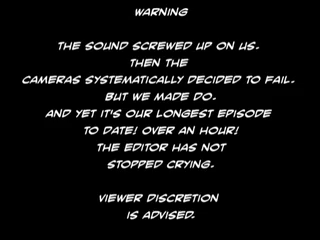 WARNING
THE SOUND SCREWED UP ON US.
THEN THE
CAMERAS SYSTEMATICALLY DECIDED TO FAIL.
BUT WE MADE DO.
AND YET IT'S OUR LONGEST EPISODE
TO DATE! OVER AN HOUR!
THE EDITOR HAS NOT
STOPPED CRYING.
VIEWER DISCRETION
IS ADVISED.